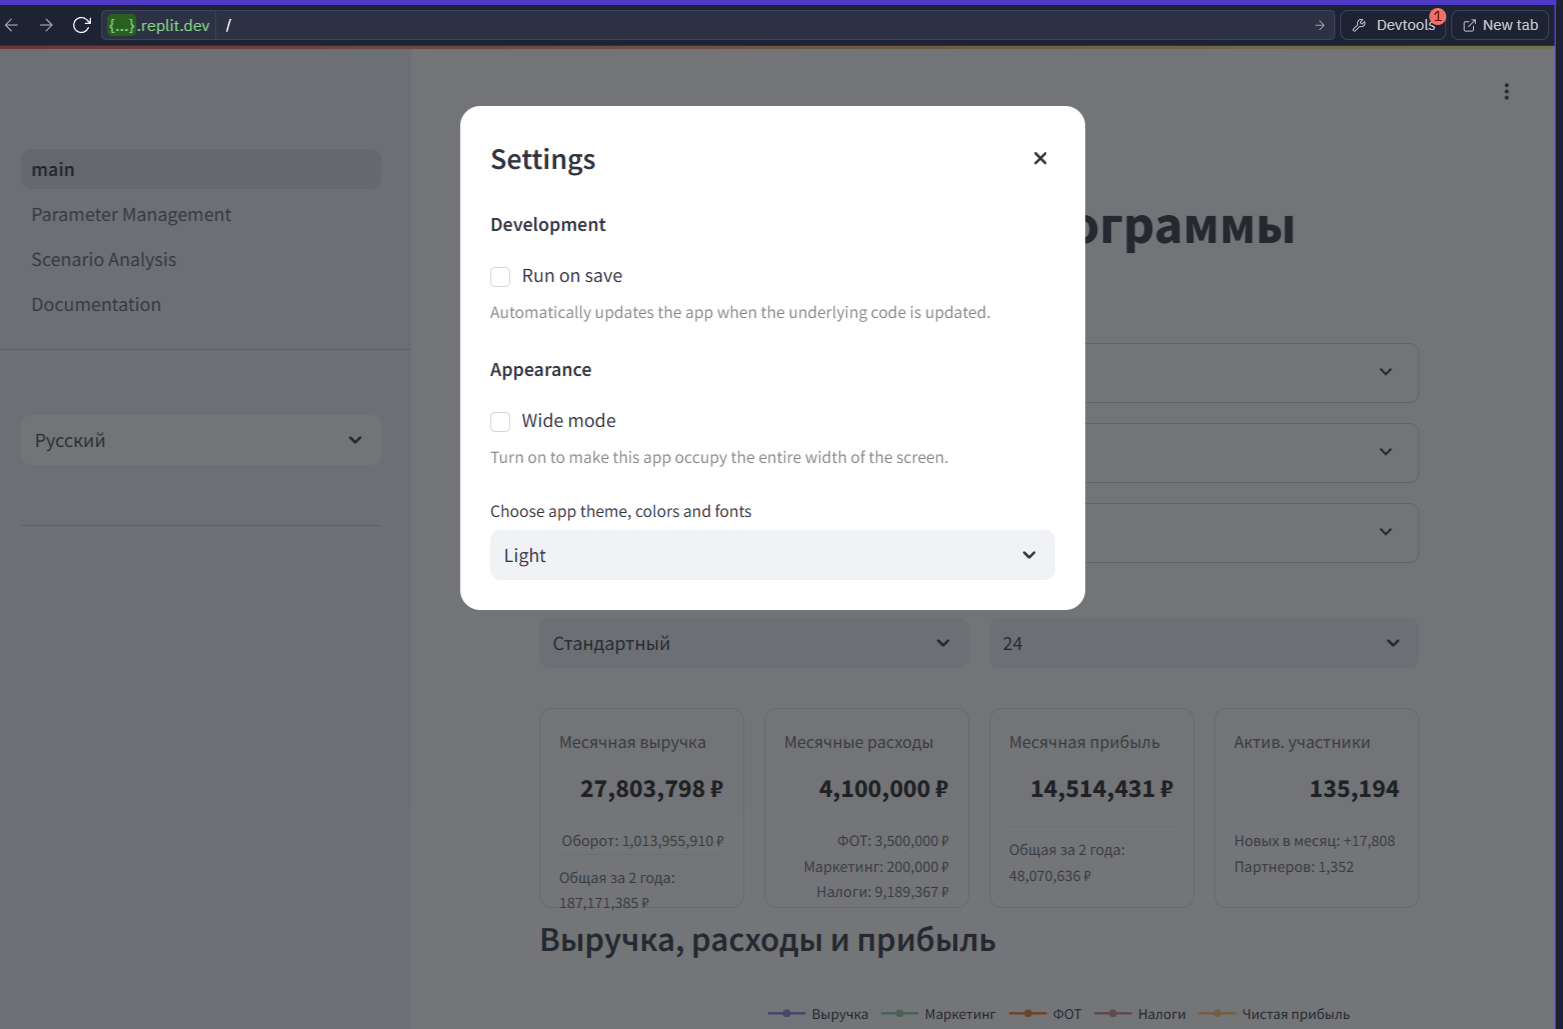 {...}.replit.dev /
Devtools 1
New tab
main
Parameter Management
Scenario Analysis
Documentation
Русский
ограммы
Settings
Development
Run on save
Automatically updates the app when the underlying code is updated.
Appearance
Wide mode
Turn on to make this app occupy the entire width of the screen.
Choose app theme, colors and fonts
Light
Стандартный
24
Месячная выручка
27,803,798 ₽
Оборот: 1,013,955,910 ₽
Общая за 2 года:
187,171,385 ₽
Месячные расходы
4,100,000 ₽
ФОТ: 3,500,000 ₽
Маркетинг: 200,000 ₽
Налоги: 9,189,367 ₽
Месячная прибыль
14,514,431 ₽
Общая за 2 года:
48,070,636 ₽
Актив. участники
135,194
Новых в месяц: +17,808
Партнеров: 1,352
Выручка, расходы и прибыль
Выручка Маркетинг ФОТ Налоги Чистая прибыль